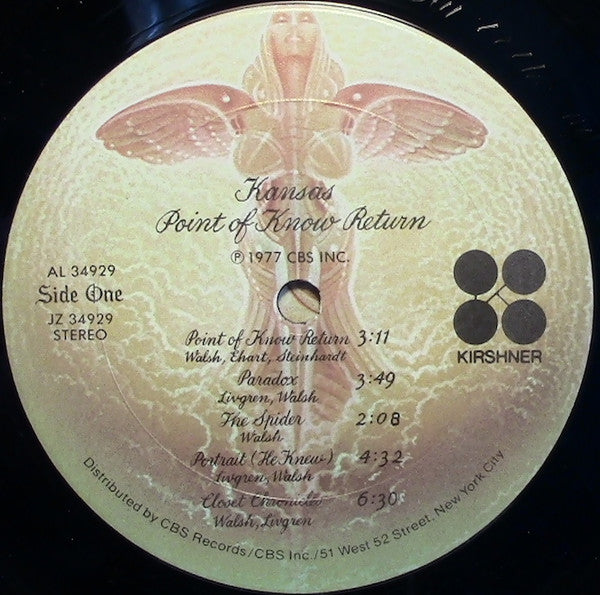 Kansas
Point of Know Return
Ⓟ 1977 CBS INC.
AL 34929
Side One
JZ 34929
STEREO
KIRSHNER
Point of Know Return 3:11
Walsh, Ehart, Steinhardt
Paradox 3:49
Livgren, Walsh
The Spider 2:08
Walsh
Portrait (He Knew) 4:32
Livgren, Walsh
Closet Chronicles 6:30
Walsh, Livgren
Distributed by CBS Records/CBS Inc./51 West 52 Street, New York City